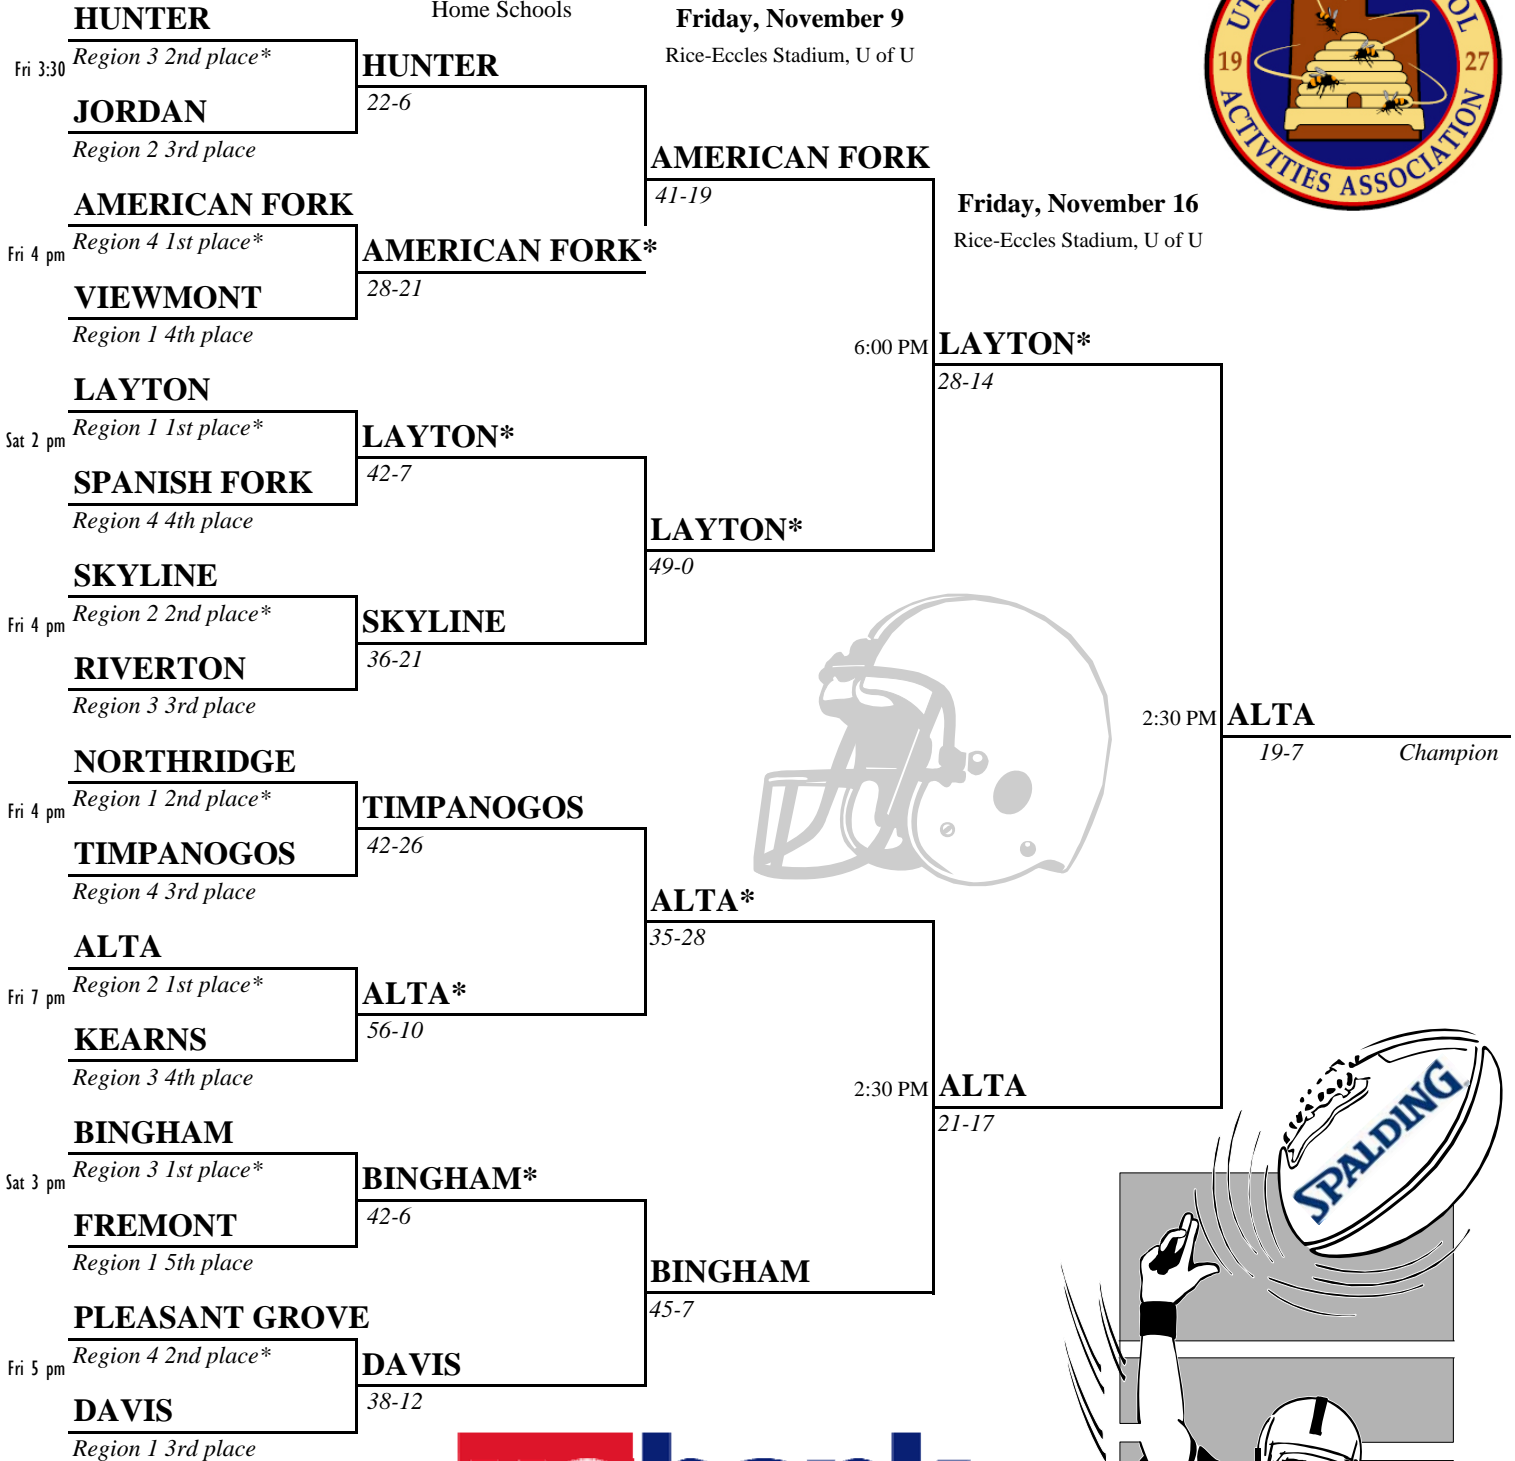 Home Schools
Friday, November 9
Rice-Eccles Stadium, U of U
19 27
ACTIVITIES ASSOCIATION
HUNTER
Fri 3:30 Region 3 2nd place*
JORDAN
Region 2 3rd place
AMERICAN FORK
Fri 4 pm Region 4 1st place*
VIEWMONT
Region 1 4th place
LAYTON
Sat 2 pm Region 1 1st place*
SPANISH FORK
Region 4 4th place
SKYLINE
Fri 4 pm Region 2 2nd place*
RIVERTON
Region 3 3rd place
NORTHRIDGE
Fri 4 pm Region 1 2nd place*
TIMPANOGOS
Region 4 3rd place
ALTA
Fri 7 pm Region 2 1st place*
KEARNS
Region 3 4th place
BINGHAM
Sat 3 pm Region 3 1st place*
FREMONT
Region 1 5th place
PLEASANT GROVE
Fri 5 pm Region 4 2nd place*
DAVIS
Region 1 3rd place
HUNTER
22-6
AMERICAN FORK*
28-21
LAYTON*
42-7
SKYLINE
36-21
TIMPANOGOS
42-26
ALTA*
56-10
BINGHAM*
42-6
DAVIS
38-12
AMERICAN FORK
41-19
LAYTON*
49-0
ALTA*
35-28
BINGHAM
45-7
Friday, November 16
Rice-Eccles Stadium, U of U
6:00 PM LAYTON*
28-14
2:30 PM ALTA
21-17
2:30 PM ALTA
19-7 Champion
SPALDING